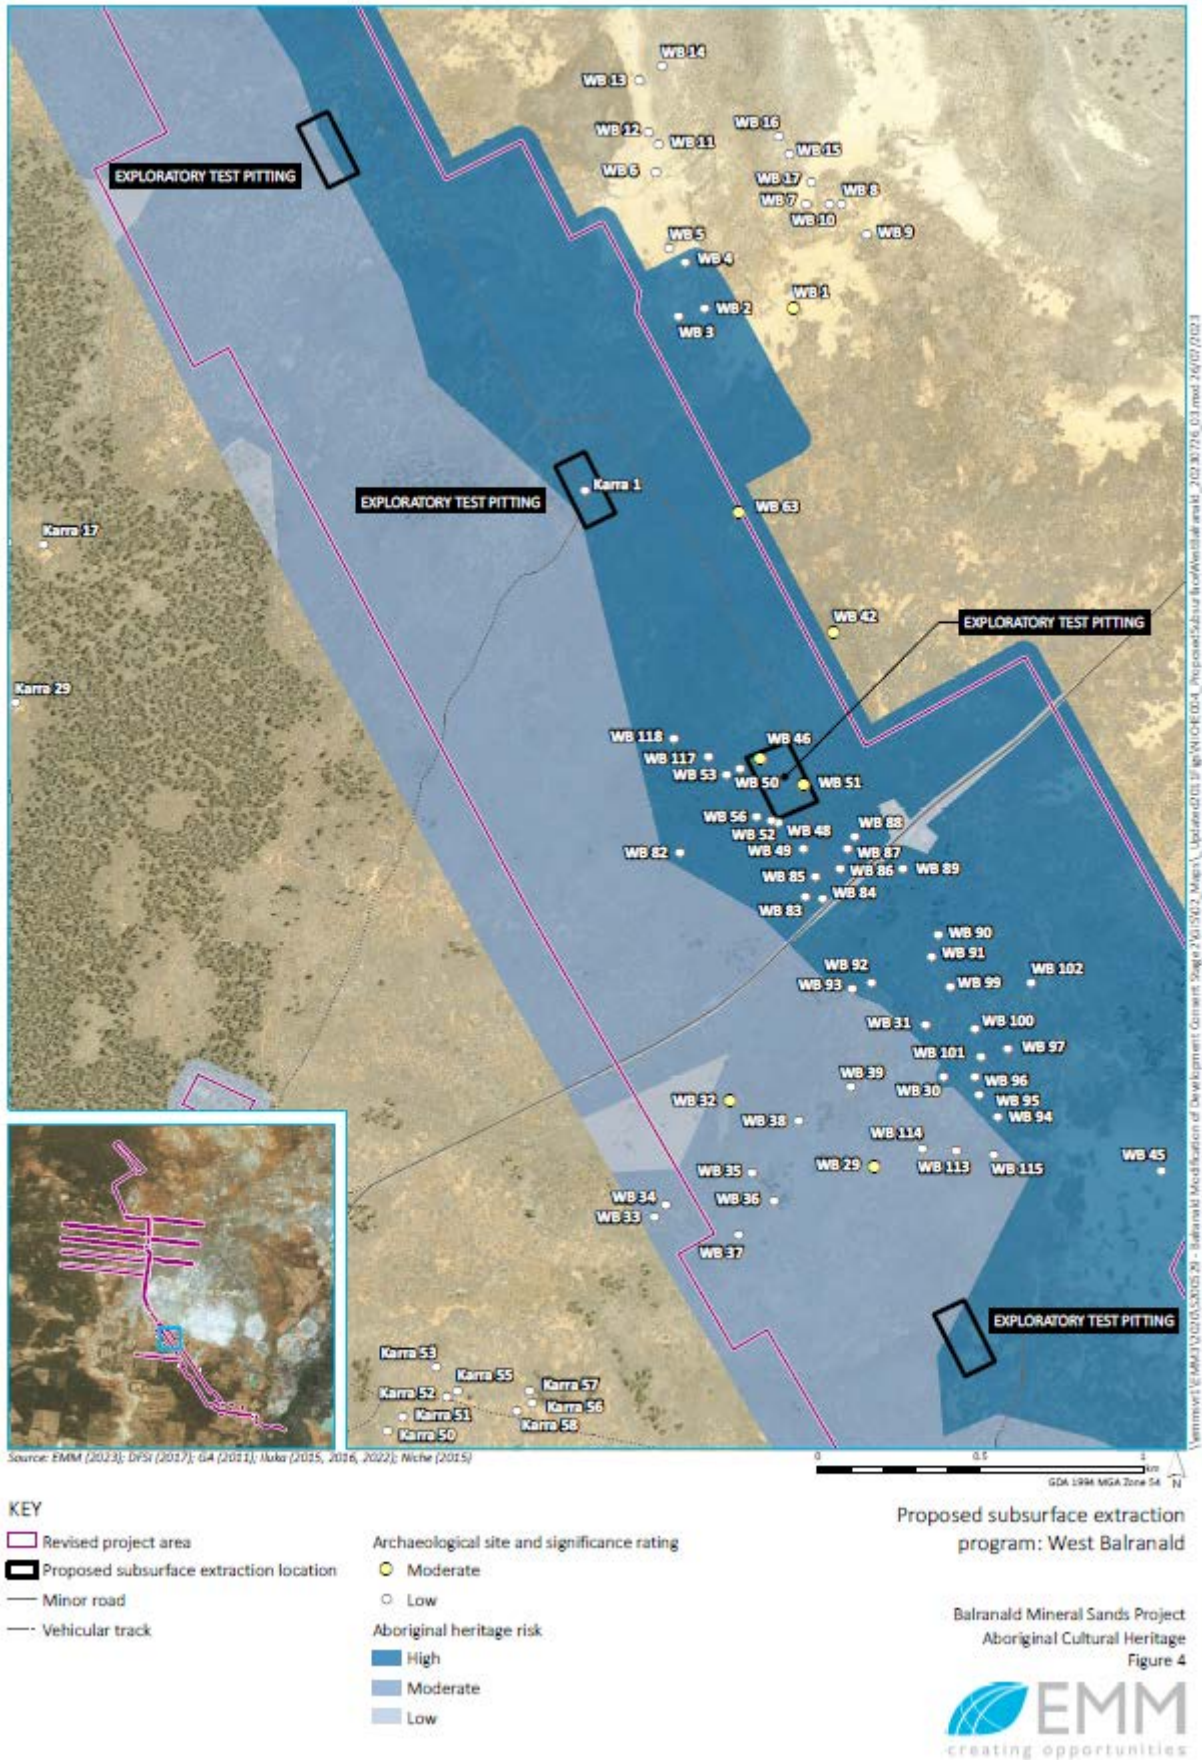 WB 14
WB 13
WB 12
WB 11
WB 16
WB 15
WB 6
WB 17
WB 7
WB 8
WB 10
WB 9
EXPLORATORY TEST PITTING
WB 5
WB 4
WB 1
WB 2
WB 3
Karra 1
EXPLORATORY TEST PITTING
WB 63
Karra 17
WB 42
EXPLORATORY TEST PITTING
Karra 29
WB 118
WB 46
WB 117
WB 53
WB 50
WB 51
WB 56
WB 52
WB 48
WB 88
WB 82
WB 49
WB 87
WB 86
WB 89
WB 85
WB 84
WB 83
WB 90
WB 91
WB 92
WB 93
WB 99
WB 102
WB 31
WB 100
WB 97
WB 101
WB 39
WB 30
WB 96
WB 95
WB 94
WB 32
WB 38
WB 114
WB 29
WB 113
WB 115
WB 45
WB 35
WB 34
WB 33
WB 36
WB 37
EXPLORATORY TEST PITTING
Karra 53
Karra 55
Karra 57
Karra 52
Karra 56
Karra 51
Karra 58
Karra 50
Source: EMM (2023); DFSI (2017); GA (2011); Iluka (2015, 2016, 2022); Niche (2015)
0 0.5 1
km
GDA 1994 MGA Zone 54 N
KEY
Revised project area
Proposed subsurface extraction location
Minor road
Vehicular track
Archaeological site and significance rating
Moderate
Low
Aboriginal heritage risk
High
Moderate
Low
Proposed subsurface extraction
program: West Balranald
Balranald Mineral Sands Project
Aboriginal Cultural Heritage
Figure 4
EMM
creating opportunities